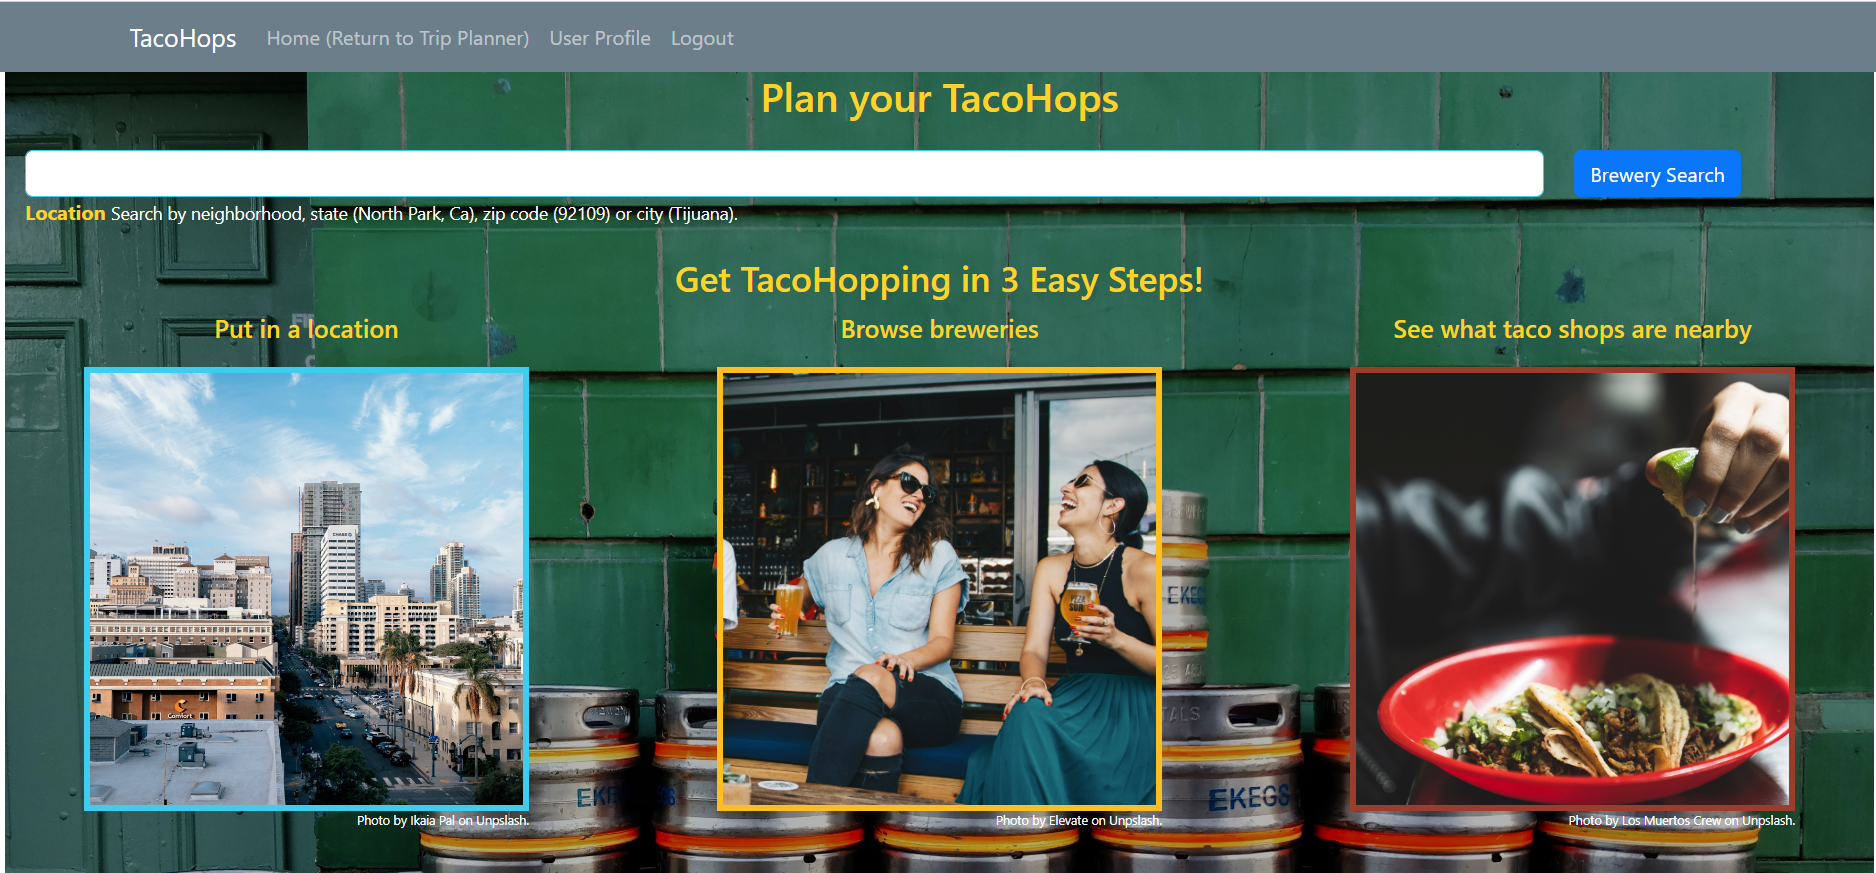 TacoHops Home (Return to Trip Planner) User Profile Logout
Plan your TacoHops
Brewery Search
Location Search by neighborhood, state (North Park, Ca), zip code (92109) or city (Tijuana).
Get TacoHopping in 3 Easy Steps!
Put in a location Browse breweries See what taco shops are nearby
CHASE
Comfort
EKEGS
Photo by Ikaia Pal on Unpslash. Photo by Elevate on Unpslash. Photo by Los Muertos Crew on Unpslash.